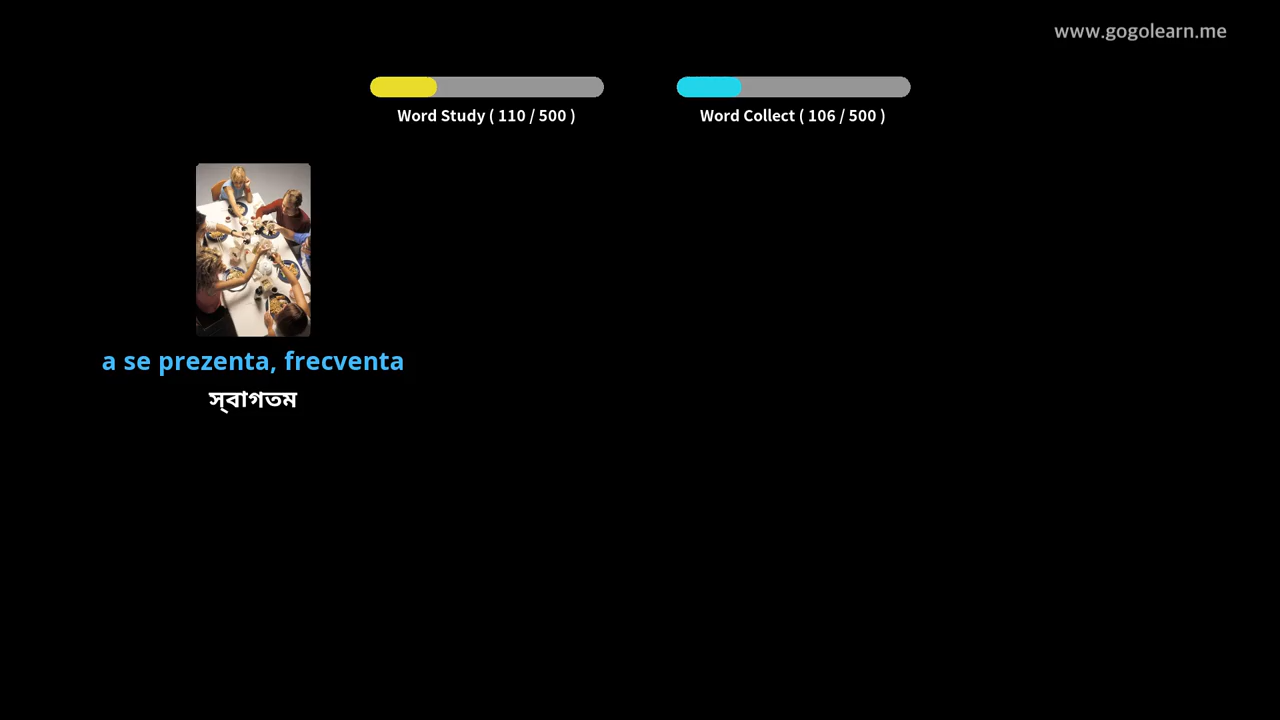 www.gogolearn.me
Word Study ( 110 / 500 )
Word Collect ( 106 / 500 )
a se prezenta, frecventa
স্বাগতম